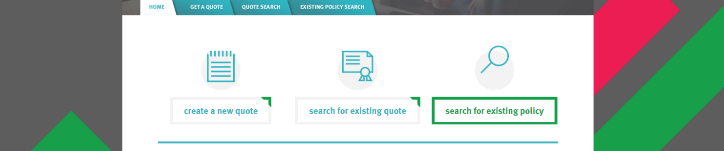 HOME GET A QUOTE QUOTE SEARCH EXISTING POLICY SEARCH
create a new quote search for existing quote search for existing policy